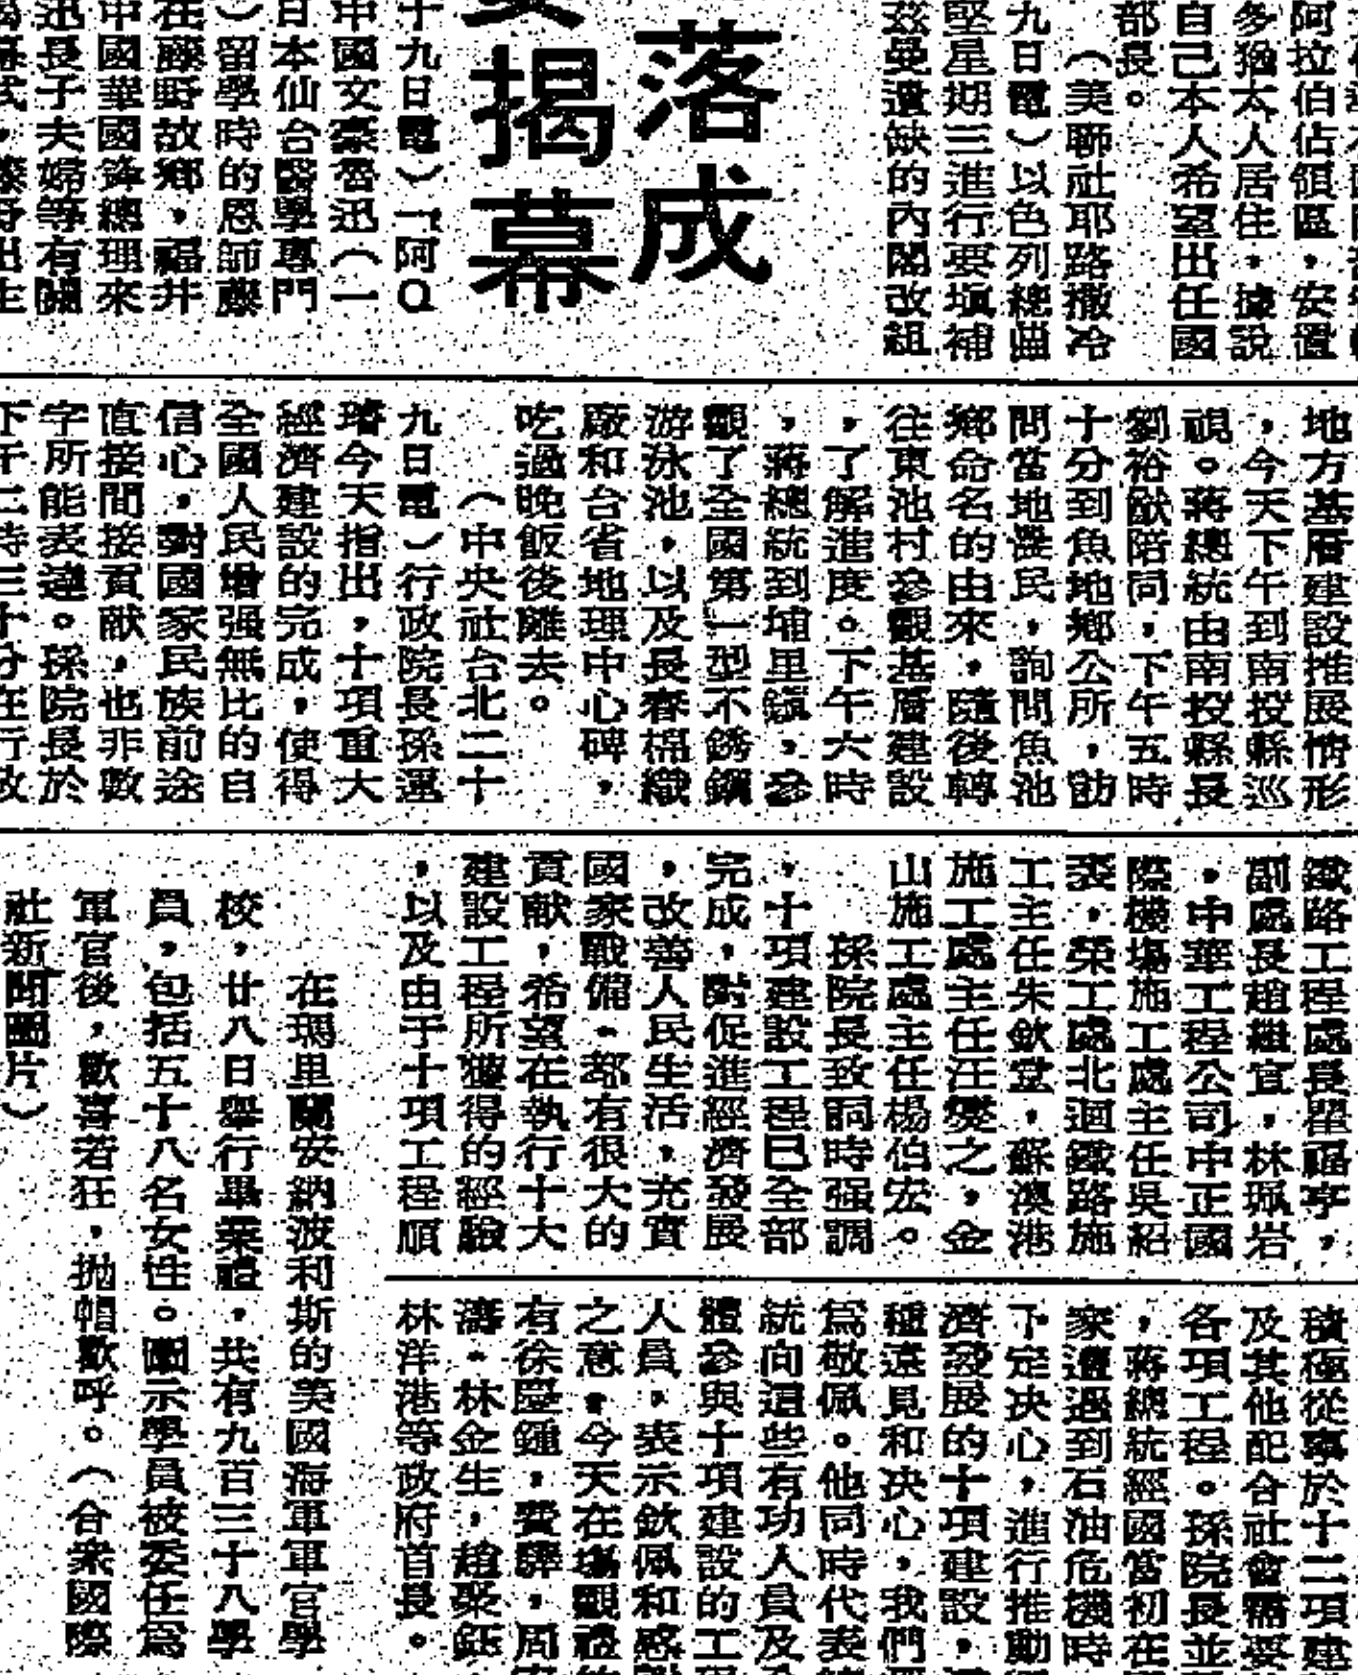 阿拉伯佔領區，安置
多猶太人居住，據說
自己本人希望出任國
部長。
（美聯社耶路撒冷
九日電）以色列總
堅星期三進行要塡補
茲曼遺缺的內閣改組
落成
揭幕
十九日電）「阿Q
中國文豪魯迅（一
日本仙台醫學專門
）留學時的恩師藤
在藤野故鄉，福井
中國華國鋒總理來
迅長子夫婦等有關
地方基層建設推展情形
，今天下午到南投縣巡
視。蔣總統由南投縣長
劉裕猷陪同，下午五時
十分到魚池鄉公所，
問當地農民，詢問魚池
鄉命名的由來，隨後轉
往東池村參觀基層建設
，了解進度。下午六時
，蔣總統到埔里鎮，參
觀了全國第一型不銹鋼
游泳池，以及長春棉織
廠和台省地理中心碑，
吃過晚飯後離去。
（中央社台北二十
九日電）行政院長孫運
璿今天指出，十項重大
經濟建設的完成，使得
全國人民增强無比的自
信心，對國家民族前途
直接間接貢獻，也非數
字所能表達。孫院長於
下午二時三十分在行政
鐵路工程處長瞿福亭，
副處長趙繼宜，林珮岩
，中華工程公司中正國
際機塲施工處主任吳紹
裘，榮工處北迴鐵路施
工主任朱欽堂，蘇澳港
施工處主任汪燮之，金
山施工處主任楊伯宏。
孫院長致詞時强調
，十項建設工程已全部
完成，對促進經濟發展
，改善人民生活，充實
國家戰備，都有很大的
貢獻，希望在執行十大
建設工程所獲得的經驗
，以及由于十項工程順
積極從事於十二項建
及其他配合社會需要
各項工程。孫院長並
，蔣總統經國當初在
家遭遇到石油危機時
下定决心，進行推動
濟發展的十項建設，
種遠見和决心，我們
爲敬佩。他同時代表
統向這些有功人員及
體參與十項建設的工
人員，表示欽佩和感
之意。今天在塲觀禮
有徐慶鐘，費驊，周
濤，林金生，趙聚鈺
林洋港等政府首長。
在瑪里蘭安納波利斯的美國海軍軍官學
校，廿八日舉行畢業禮，共有九百三十八學
員，包括五十八名女性。圖示學員被委任爲
軍官後，歡喜若狂，拋帽歡呼。（合衆國際
社新聞圖片）